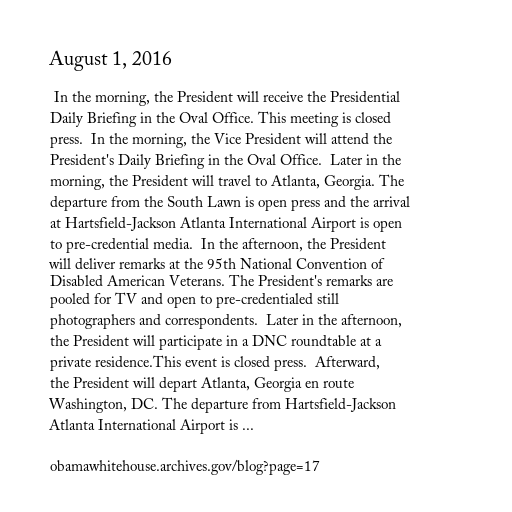 August 1, 2016
In the morning, the President will receive the Presidential
Daily Briefing in the Oval Office. This meeting is closed
press.  In the morning, the Vice President will attend the
President's Daily Briefing in the Oval Office.  Later in the
morning, the President will travel to Atlanta, Georgia. The
departure from the South Lawn is open press and the arrival
at Hartsfield-Jackson Atlanta International Airport is open
to pre-credential media.  In the afternoon, the President
will deliver remarks at the 95th National Convention of
Disabled American Veterans. The President's remarks are
pooled for TV and open to pre-credentialed still
photographers and correspondents.  Later in the afternoon,
the President will participate in a DNC roundtable at a
private residence.This event is closed press.  Afterward,
the President will depart Atlanta, Georgia en route
Washington, DC. The departure from Hartsfield-Jackson
Atlanta International Airport is ...
obamawhitehouse.archives.gov/blog?page=17